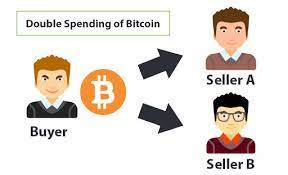 Double Spending of Bitcoin
Seller A
Buyer
Seller B